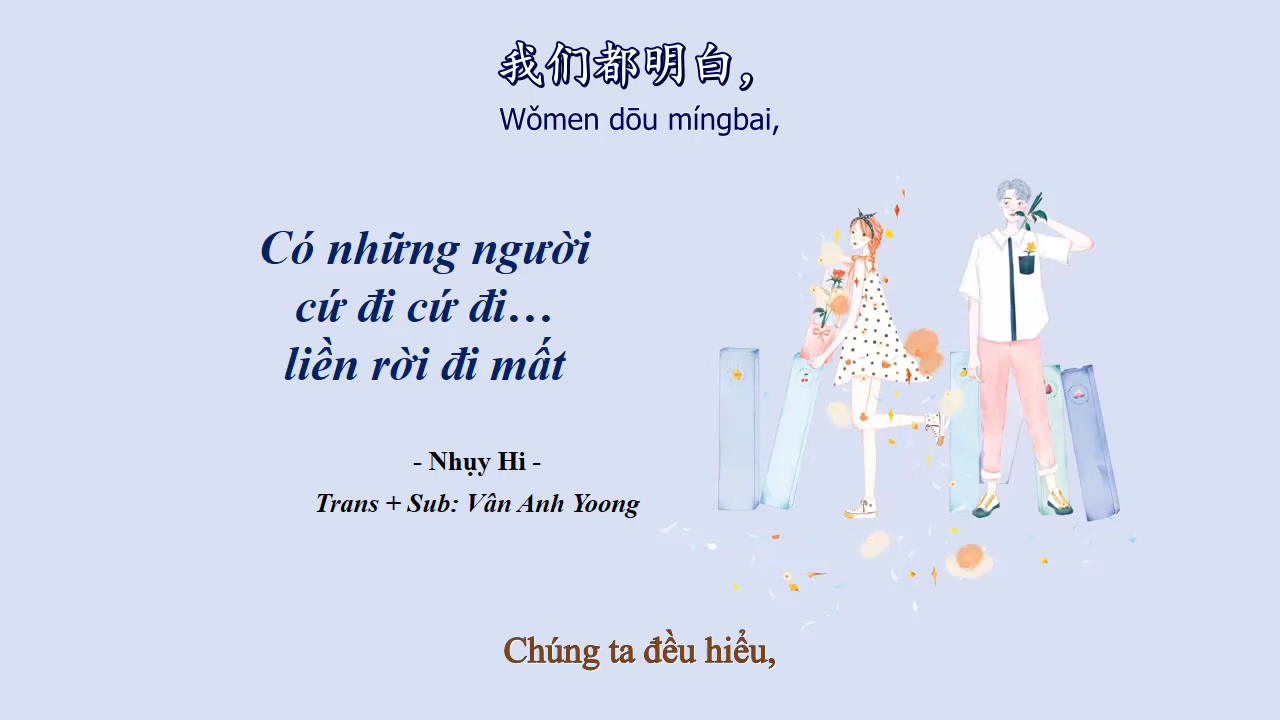 我们都明白，
Wǒmen dōu míngbai,
Có những người
cứ đi cứ đi…
liền rời đi mất
- Nhụy Hi -
Trans + Sub: Vân Anh Yoong
Chúng ta đều hiểu,